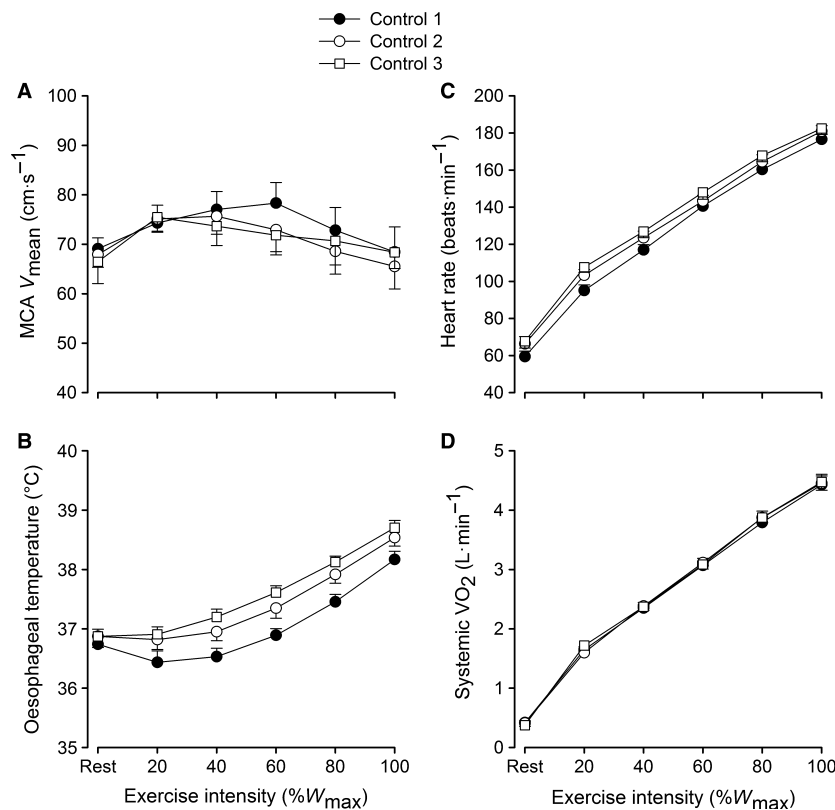 Control 1
Control 2
Control 3
A
100
90
80
70
60
50
40
MCA Vmean (cm·s−1)
C
200
180
160
140
120
100
80
60
40
Heart rate (beats·min−1)
B
40
39
38
37
36
35
Oesophageal temperature (°C)
Rest 20 40 60 80 100
Exercise intensity (%Wmax)
D
5
4
3
2
1
0
Systemic VO2 (L·min−1)
Rest 20 40 60 80 100
Exercise intensity (%Wmax)